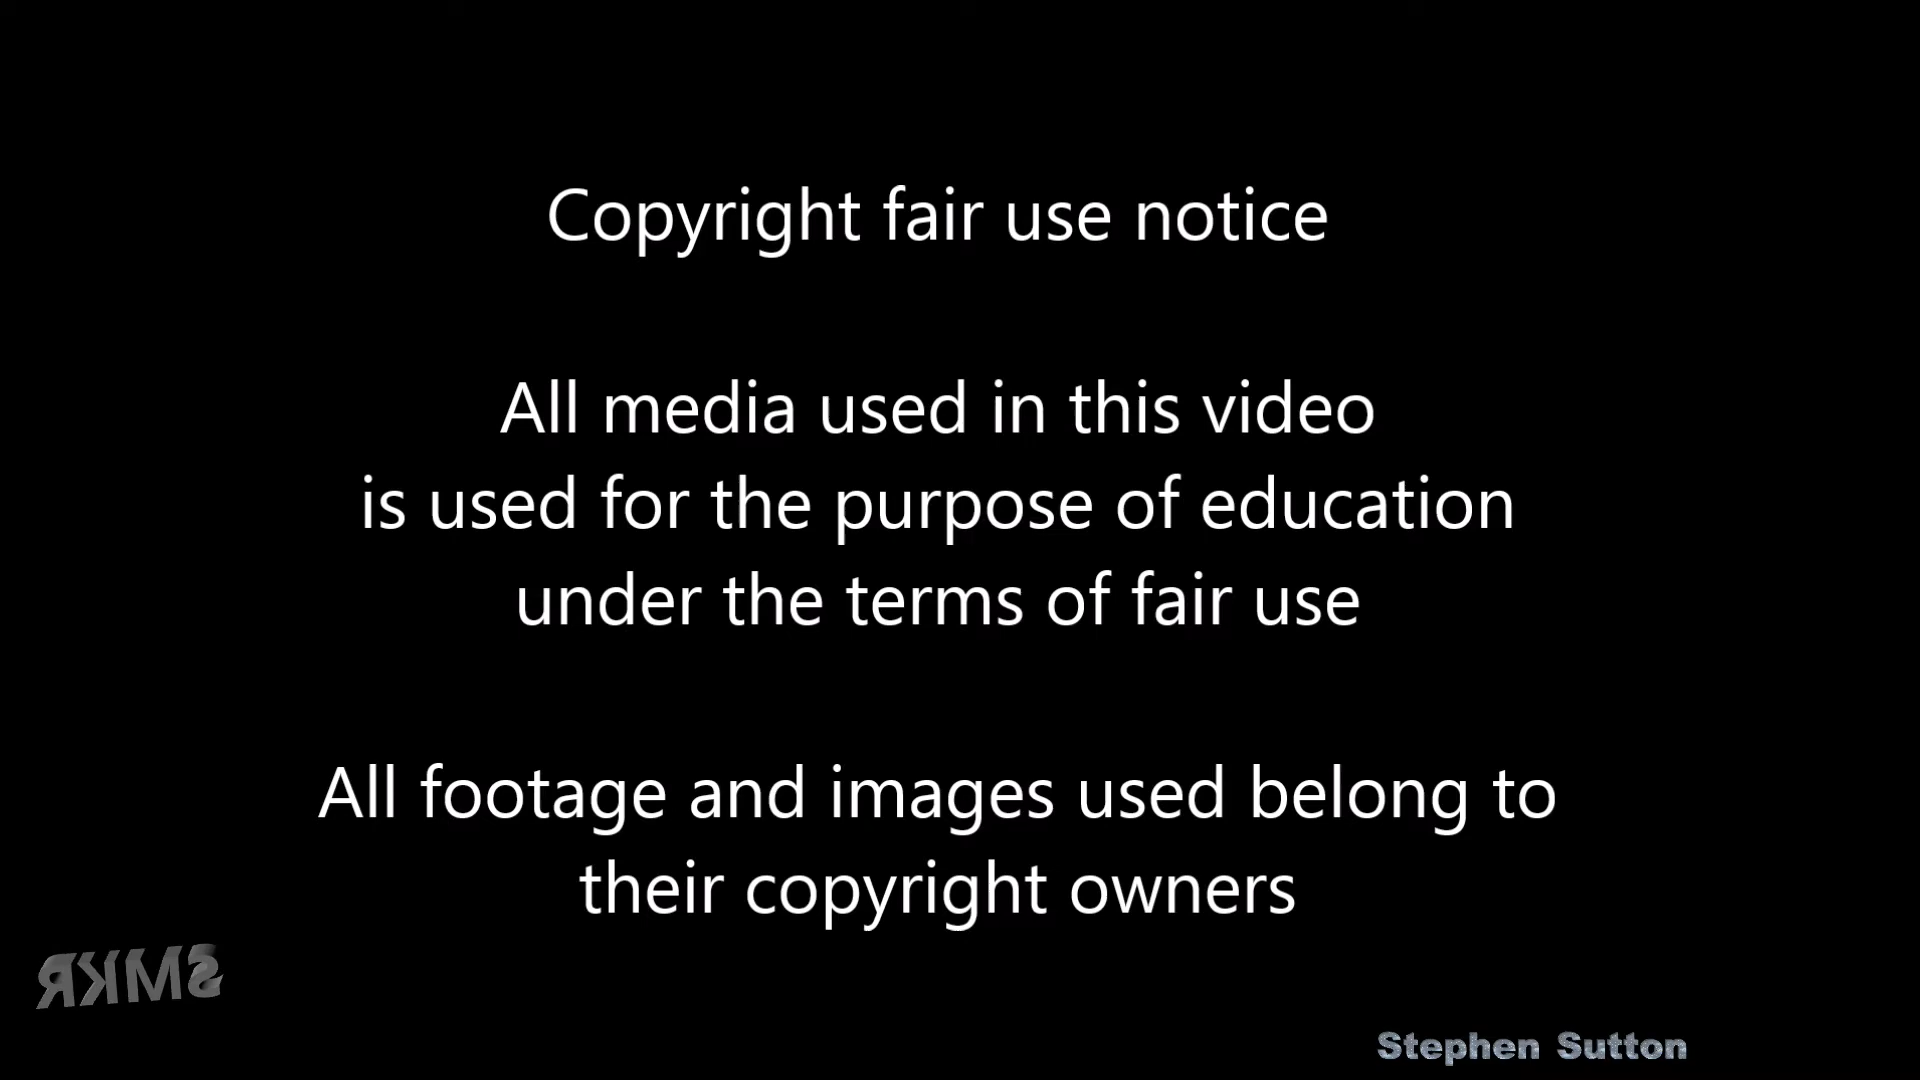 Copyright fair use notice
All media used in this video
is used for the purpose of education
under the terms of fair use
All footage and images used belong to
their copyright owners
SMKR
Stephen Sutton